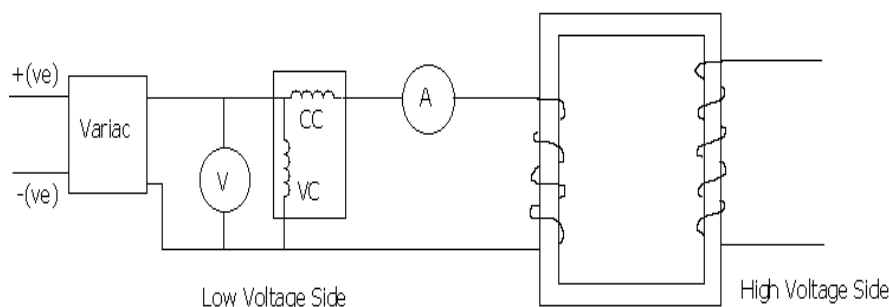 +(ve)
Variac
-(ve)
V
CC
VC
A
Low Voltage Side
High Voltage Side